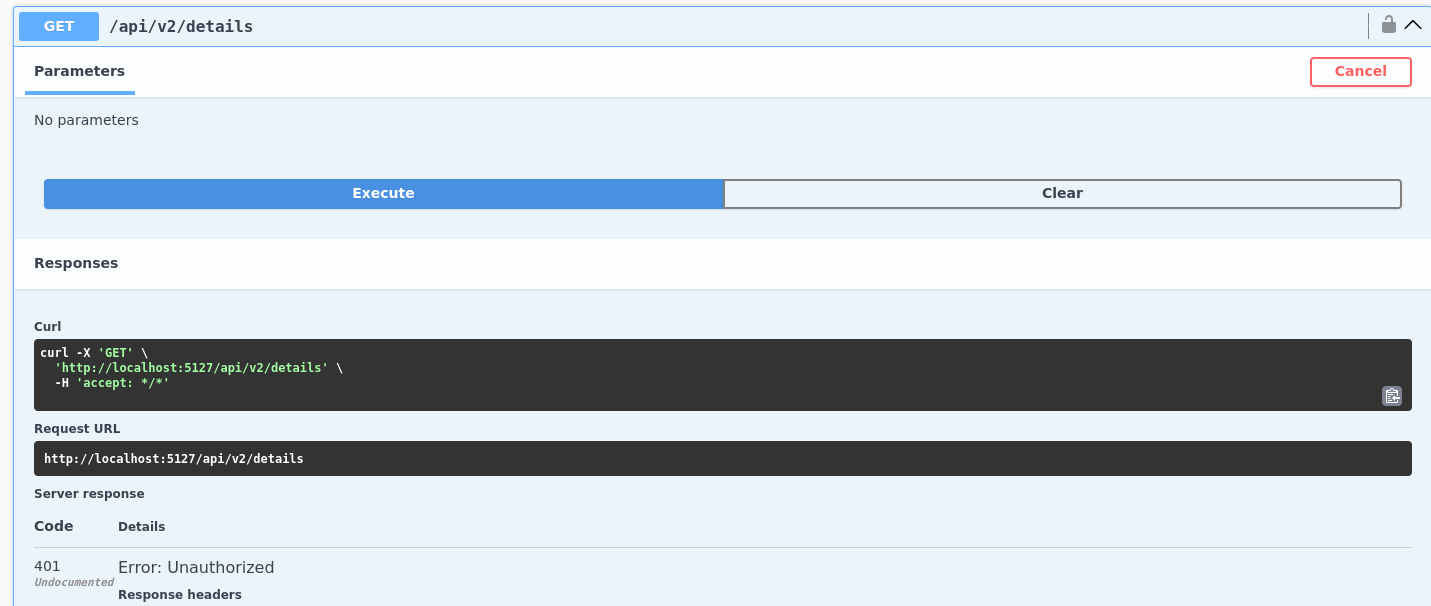 GET /api/v2/details
Parameters
Cancel
No parameters
Execute
Clear
Responses
Curl
curl -X 'GET' \
  'http://localhost:5127/api/v2/details' \
  -H 'accept: */*'
Request URL
http://localhost:5127/api/v2/details
Server response
Code Details
401 Error: Unauthorized
Undocumented
Response headers